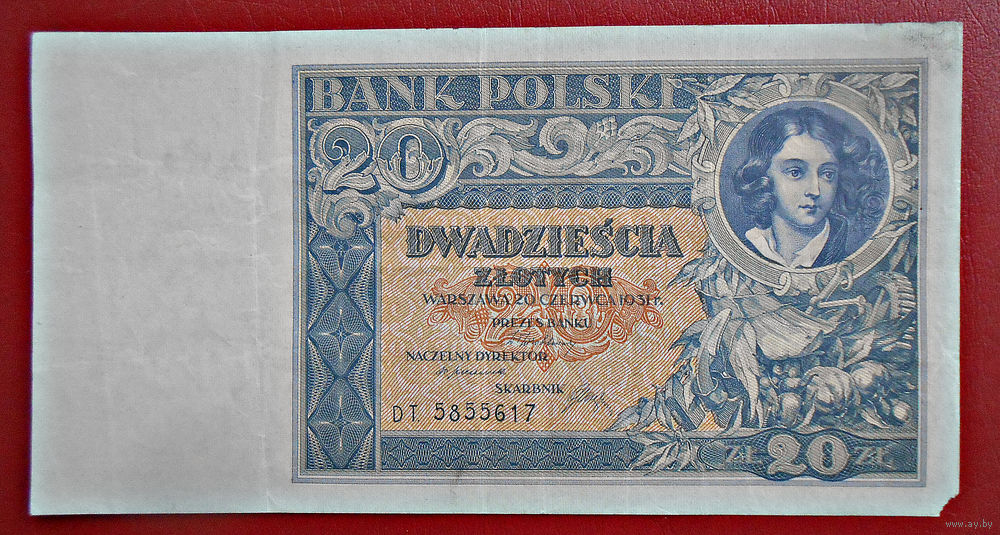 BANK POLSKI
20
DWADZIEŚCIA
ZŁOTYCH
WARSZAWA 20 CZERWCA 1931 r.
PREZES BANKU
NACZELNY DYREKTOR
SKARBNIK
DT 5855617
ZŁ 20 ZŁ
www.ay.by